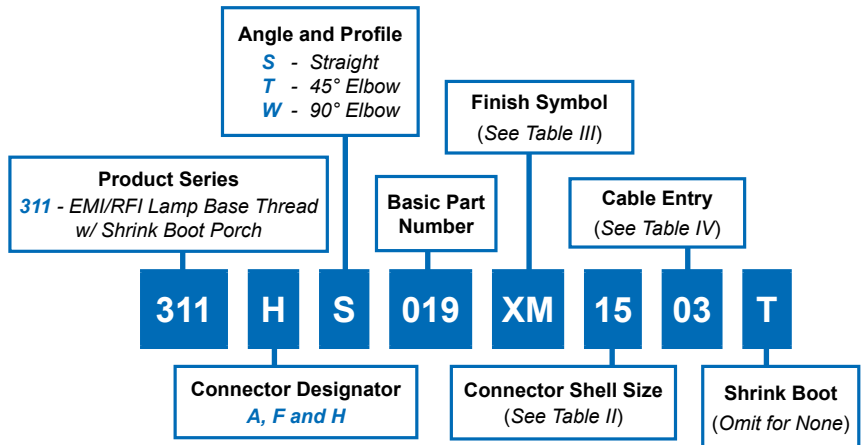 Angle and Profile
S - Straight
T - 45° Elbow
W - 90° Elbow
Finish Symbol
(See Table III)
Product Series
311 - EMI/RFI Lamp Base Thread
w/ Shrink Boot Porch
Basic Part
Number
Cable Entry
(See Table IV)
311 H S 019 XM 15 03 T
Connector Designator
A, F and H
Connector Shell Size
(See Table II)
Shrink Boot
(Omit for None)